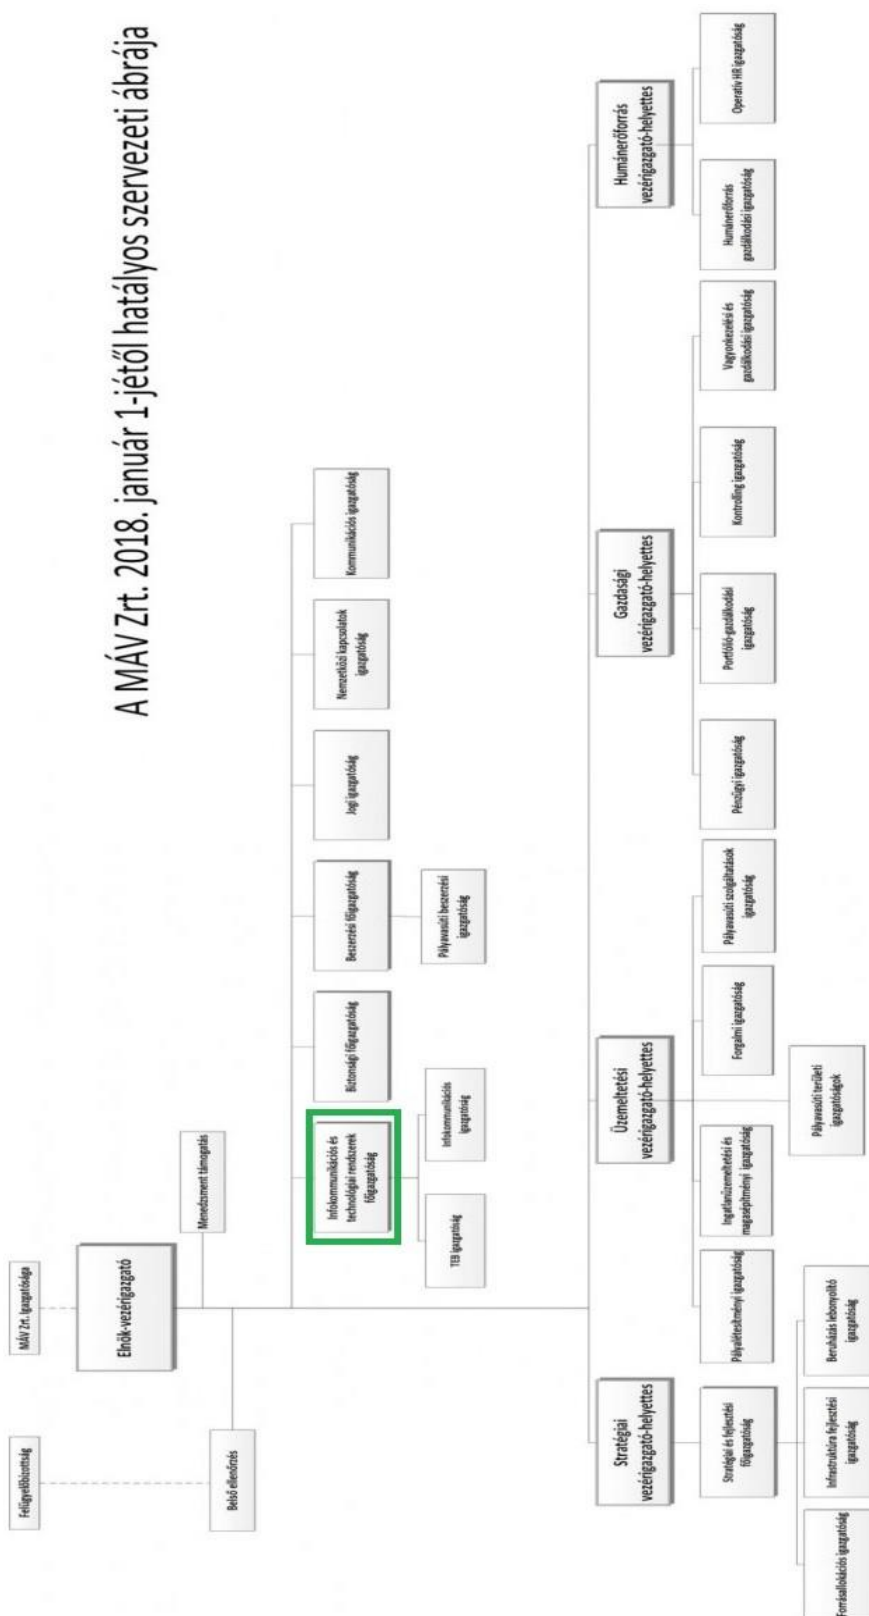 A MÁV Zrt. 2018. január 1-jétől hatályos szervezeti ábrája
Felügyelőbizottság
MÁV Zrt. Igazgatósága
Elnök-vezérigazgató
Belső ellenőrzés
Menedzsment támogatás
Infokommunikációs és
technológiai rendszerek
főigazgatóság
Biztonsági főigazgatóság
Beszerzési főigazgatóság
Jogi igazgatóság
Nemzetközi kapcsolatok
igazgatóság
Kommunikációs igazgatóság
TEB igazgatóság
Infokommunikációs
igazgatóság
Pályavasúti beszerzési
igazgatóság
Stratégiai
vezérigazgató-helyettes
Üzemeltetési
vezérigazgató-helyettes
Gazdasági
vezérigazgató-helyettes
Humánerőforrás
vezérigazgató-helyettes
Stratégiai és fejlesztési
főigazgatóság
Pályalétesítményi igazgatóság
Ingatlanüzemeltetési és
magasépítményi igazgatóság
Forgalmi igazgatóság
Pályavasúti szolgáltatások
igazgatóság
Pénzügyi igazgatóság
Portfólió-gazdálkodási
igazgatóság
Kontrolling igazgatóság
Vagyonkezelési és
gazdálkodási igazgatóság
Humánerőforrás
gazdálkodási igazgatóság
Operatív HR igazgatóság
Forrásallokációs igazgatóság
Infrastruktúra fejlesztési
igazgatóság
Beruházás lebonyolító
igazgatóság
Pályavasúti területi
igazgatóságok